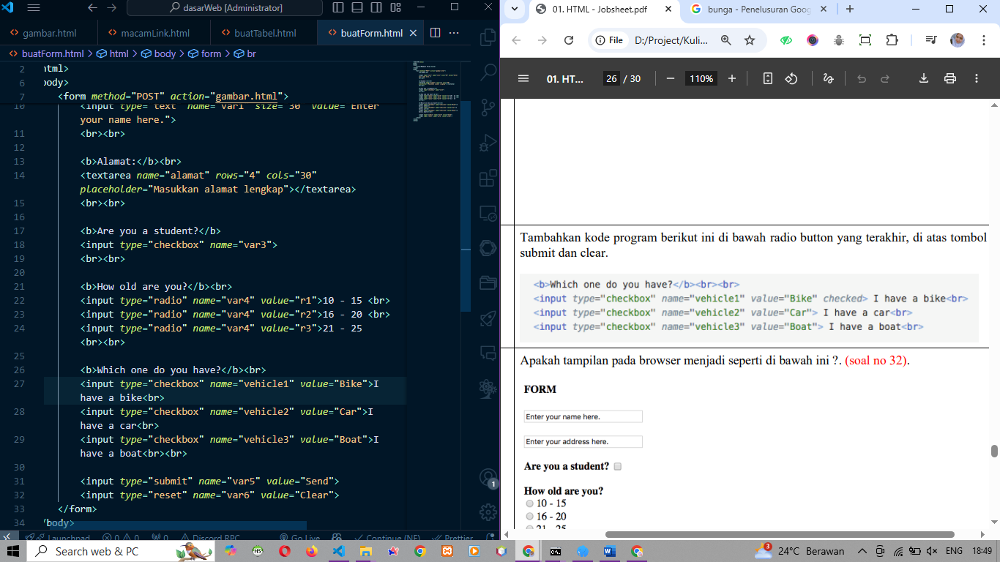 dasarWeb [Administrator]
gambar.html
macamLink.html
buatTabel.html
buatForm.html
buatForm.html > html > body > form > br
2 html>
6 body>
7 <form method="POST" action="gambar.html">
10 <input type="text" name="var1" size="30" value="Enter
your name here.">
11 <br><br>
12
13 <b>Alamat:</b><br>
14 <textarea name="alamat" rows="4" cols="30"
placeholder="Masukkan alamat lengkap"></textarea>
15 <br><br>
16
17 <b>Are you a student?</b>
18 <input type="checkbox" name="var3">
19 <br><br>
20
21 <b>How old are you?</b><br>
22 <input type="radio" name="var4" value="r1">10 - 15 <br>
23 <input type="radio" name="var4" value="r2">16 - 20 <br>
24 <input type="radio" name="var4" value="r3">21 - 25
<br><br>
25
26 <b>Which one do you have?</b><br>
27 <input type="checkbox" name="vehicle1" value="Bike">I
have a bike<br>
28 <input type="checkbox" name="vehicle2" value="Car">I
have a car<br>
29 <input type="checkbox" name="vehicle3" value="Boat">I
have a boat<br><br>
30
31 <input type="submit" name="var5" value="Send">
32 <input type="reset" name="var6" value="Clear">
33 </form>
34 /body>
Launchpad 0 0 0 Discord RPC Go Live Continue (NE) Prettier
1
01. HTML - Jobsheet.pdf
bunga - Penelusuran Goog
File D:/Project/Kuli...
01. HT... 26 / 30 110%
Tambahkan kode program berikut ini di bawah radio button yang terakhir, di atas tombol
submit dan clear.
<b>Which one do you have?</b><br><br>
<input type="checkbox" name="vehicle1" value="Bike" checked> I have a bike<br>
<input type="checkbox" name="vehicle2" value="Car"> I have a car<br>
<input type="checkbox" name="vehicle3" value="Boat"> I have a boat<br>
Apakah tampilan pada browser menjadi seperti di bawah ini ?. (soal no 32).
FORM
Enter your name here.
Enter your address here.
Are you a student?
How old are you?
10 - 15
16 - 20
21 - 25
Search web & PC
3
24°C Berawan
ENG
18:49